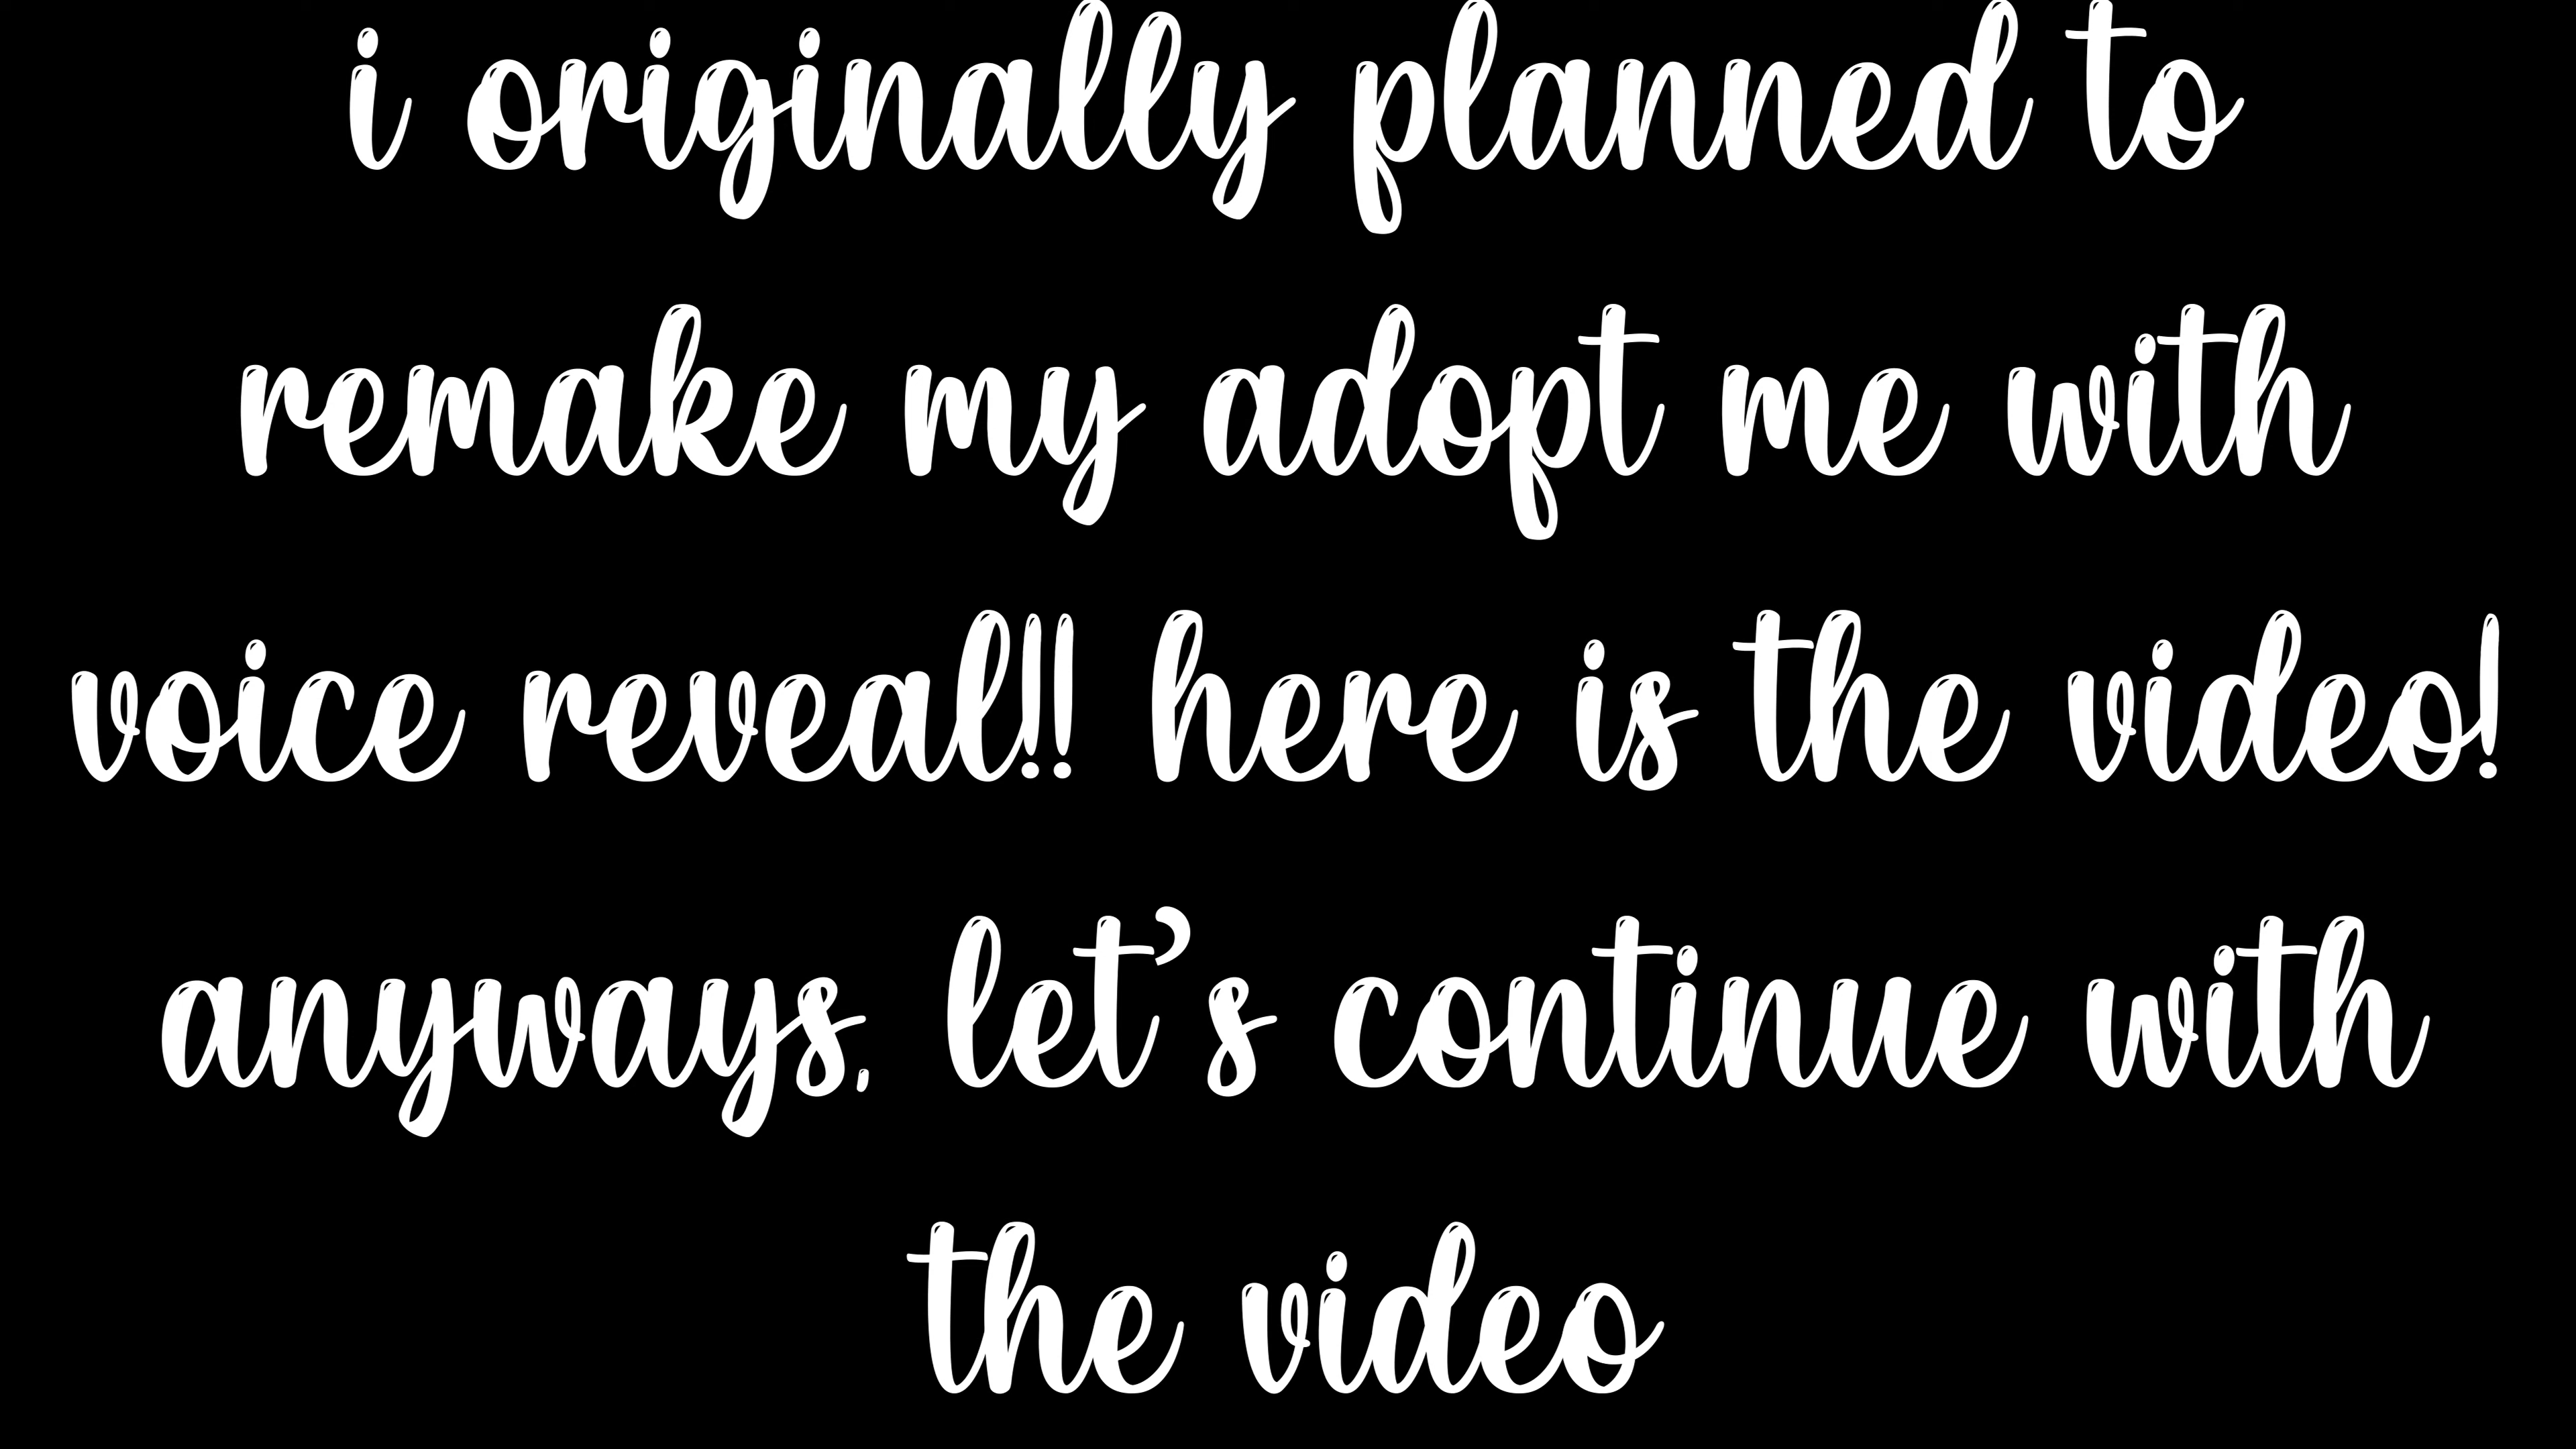 i originally planned to
remake my adopt me with
voice reveal!! here is the video!
anyways, let’s continue with
the video